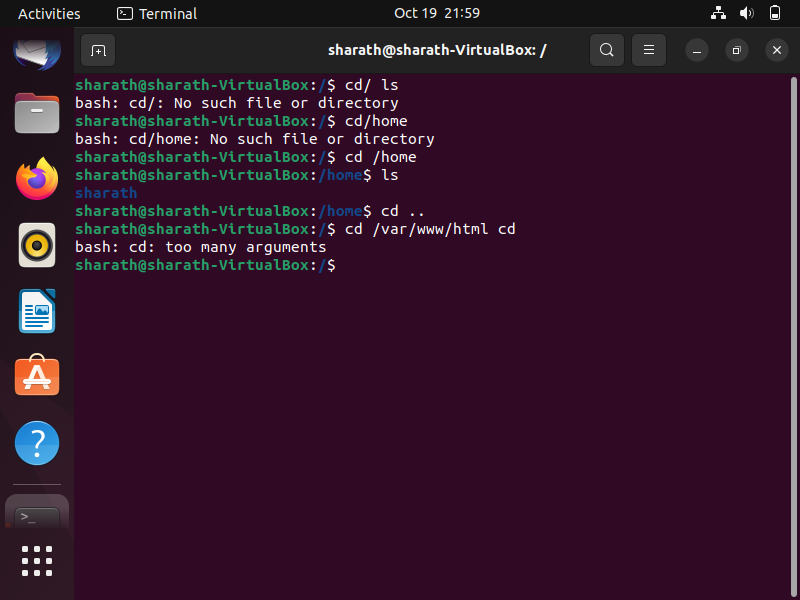 Activities
Terminal
Oct 19 21:59
sharath@sharath-VirtualBox: /
sharath@sharath-VirtualBox:/$ cd/ ls
bash: cd/: No such file or directory
sharath@sharath-VirtualBox:/$ cd/home
bash: cd/home: No such file or directory
sharath@sharath-VirtualBox:/$ cd /home
sharath@sharath-VirtualBox:/home$ ls
sharath
sharath@sharath-VirtualBox:/home$ cd ..
sharath@sharath-VirtualBox:/$ cd /var/www/html cd
bash: cd: too many arguments
sharath@sharath-VirtualBox:/$